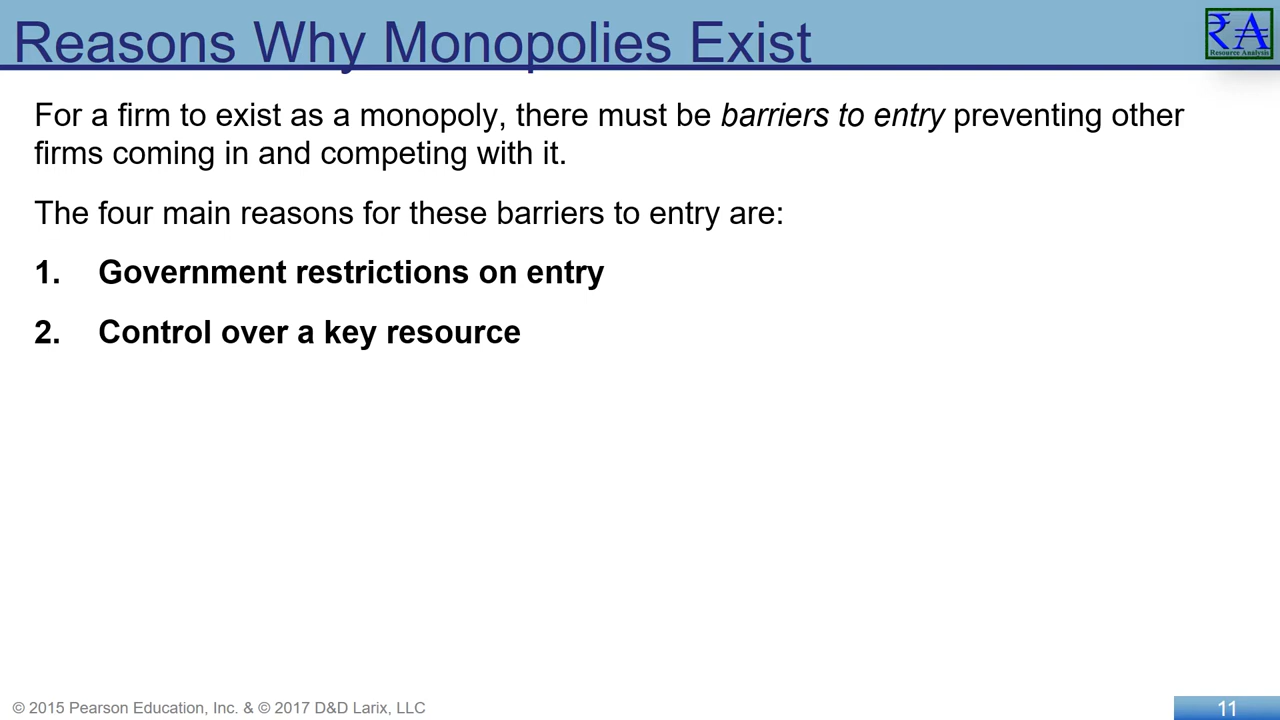 Reasons Why Monopolies Exist
₹A
Resource Analysis
For a firm to exist as a monopoly, there must be barriers to entry preventing other
firms coming in and competing with it.
The four main reasons for these barriers to entry are:
1. Government restrictions on entry
2. Control over a key resource
© 2015 Pearson Education, Inc. & © 2017 D&D Larix, LLC
11